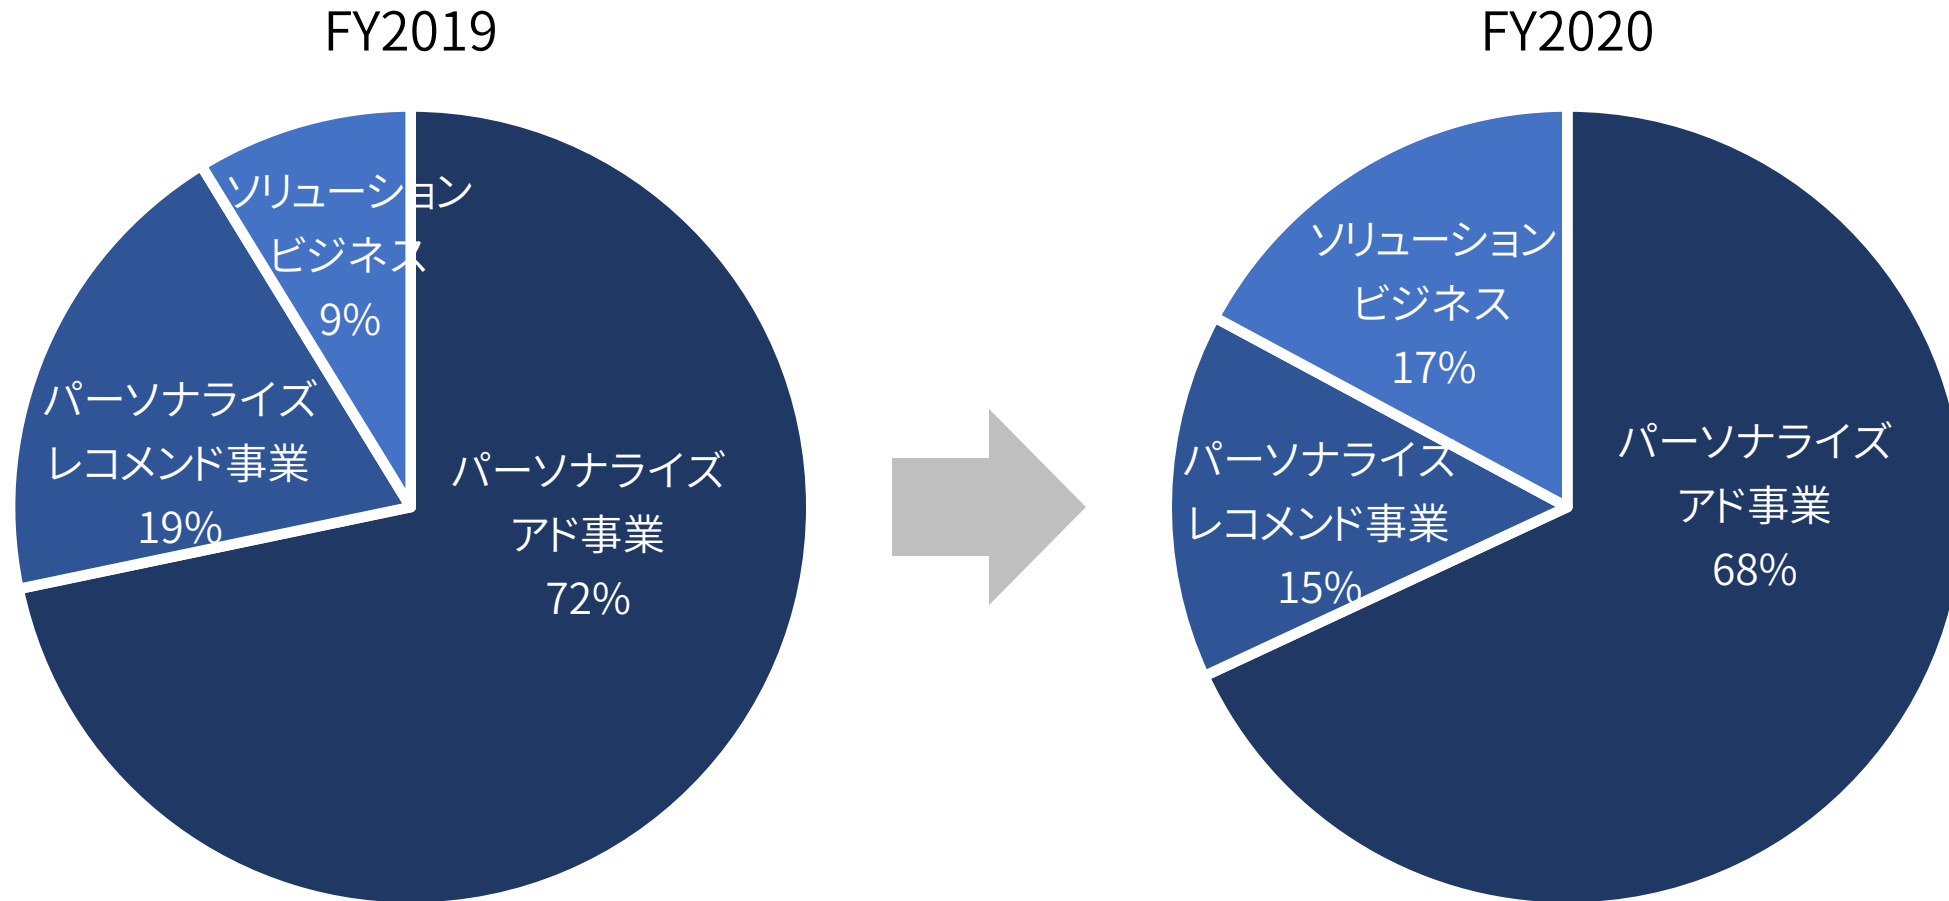 FY2019
ソリューション
ビジネス
9%
パーソナライズ
レコメンド事業
19%
パーソナライズ
アド事業
72%
FY2020
ソリューション
ビジネス
17%
パーソナライズ
レコメンド事業
15%
パーソナライズ
アド事業
68%